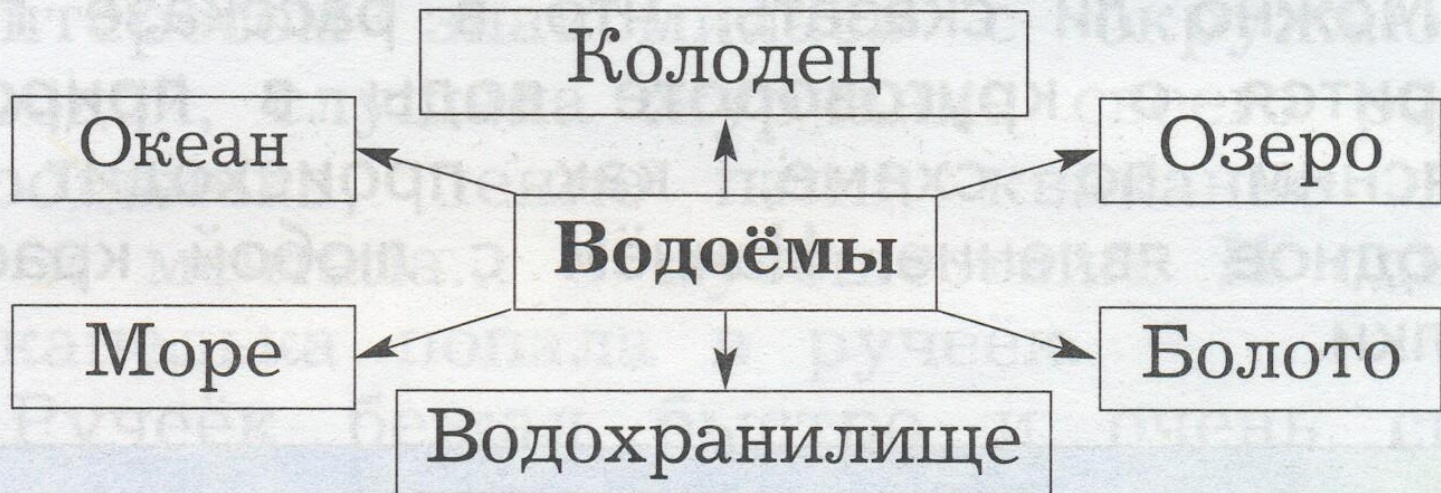 Колодец
Океан
Озеро
Водоёмы
Море
Болото
Водохранилище